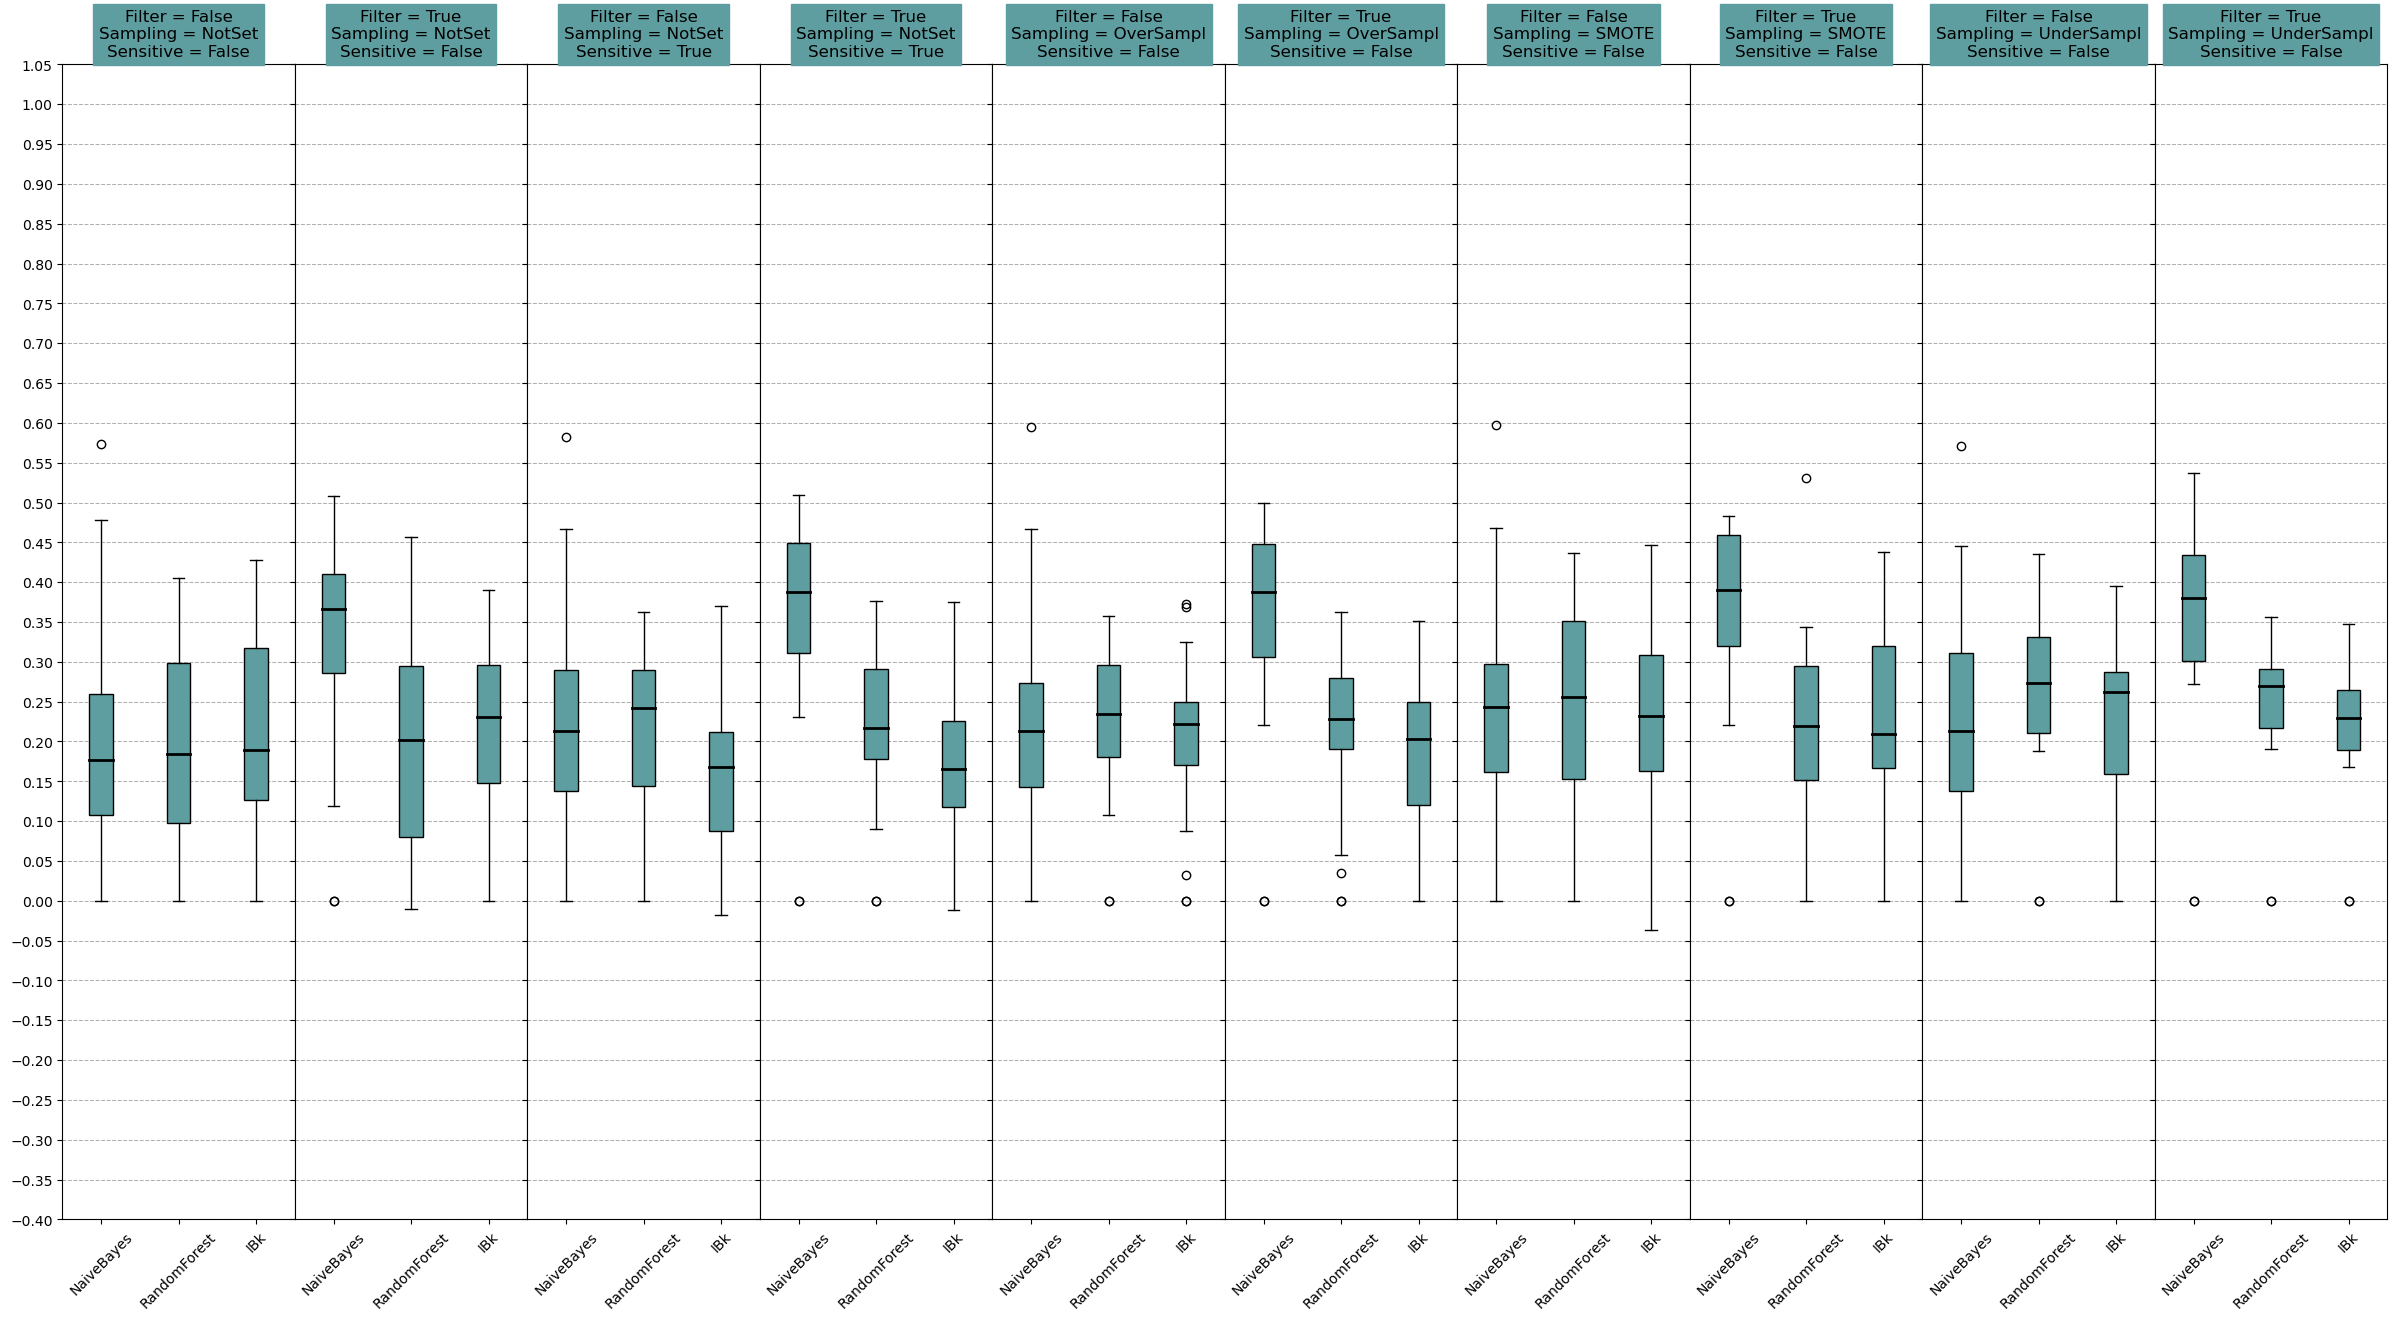 Filter = False
Sampling = NotSet
Sensitive = False
Filter = True
Sampling = NotSet
Sensitive = False
Filter = False
Sampling = NotSet
Sensitive = True
Filter = True
Sampling = NotSet
Sensitive = True
Filter = False
Sampling = OverSampl
Sensitive = False
Filter = True
Sampling = OverSampl
Sensitive = False
Filter = False
Sampling = SMOTE
Sensitive = False
Filter = True
Sampling = SMOTE
Sensitive = False
Filter = False
Sampling = UnderSampl
Sensitive = False
Filter = True
Sampling = UnderSampl
Sensitive = False
1.05
1.00
0.95
0.90
0.85
0.80
0.75
0.70
0.65
0.60
0.55
0.50
0.45
0.40
0.35
0.30
0.25
0.20
0.15
0.10
0.05
0.00
−0.05
−0.10
−0.15
−0.20
−0.25
−0.30
−0.35
−0.40
NaiveBayes
RandomForest
IBk
NaiveBayes
RandomForest
IBk
NaiveBayes
RandomForest
IBk
NaiveBayes
RandomForest
IBk
NaiveBayes
RandomForest
IBk
NaiveBayes
RandomForest
IBk
NaiveBayes
RandomForest
IBk
NaiveBayes
RandomForest
IBk
NaiveBayes
RandomForest
IBk
NaiveBayes
RandomForest
IBk